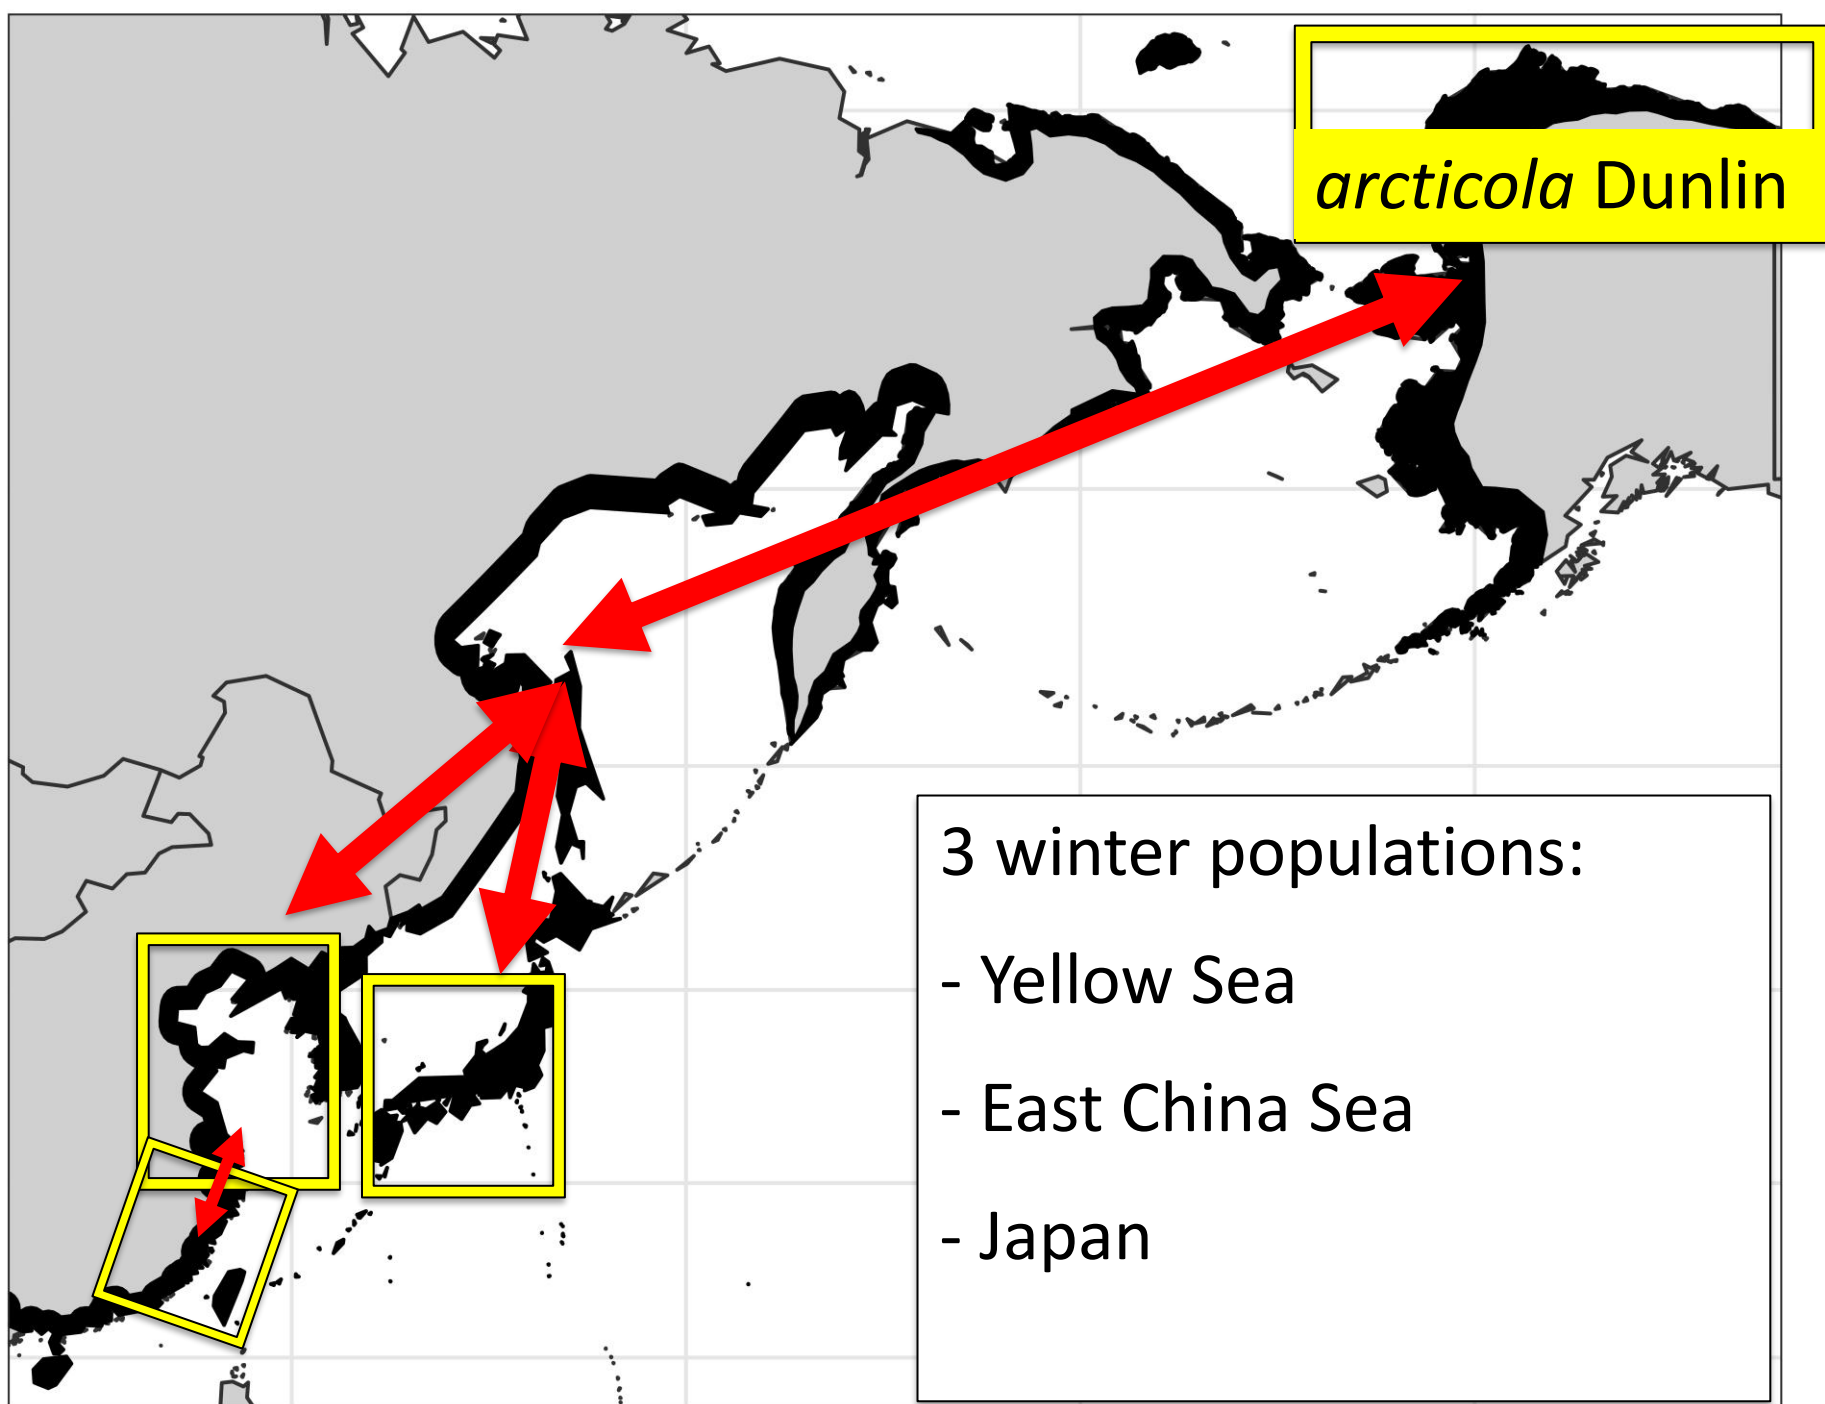 arcticola Dunlin
3 winter populations:
- Yellow Sea
- East China Sea
- Japan